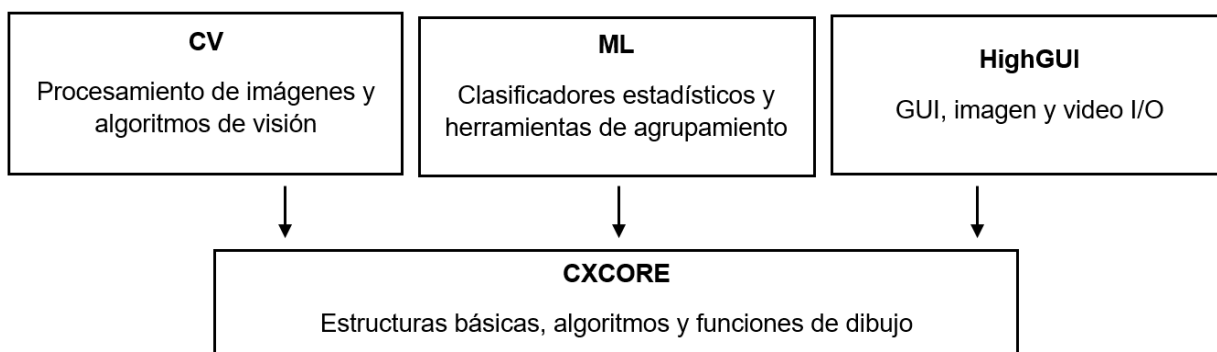 CV
Procesamiento de imágenes y
algoritmos de visión
ML
Clasificadores estadísticos y
herramientas de agrupamiento
HighGUI
GUI, imagen y video I/O
CXCORE
Estructuras básicas, algoritmos y funciones de dibujo